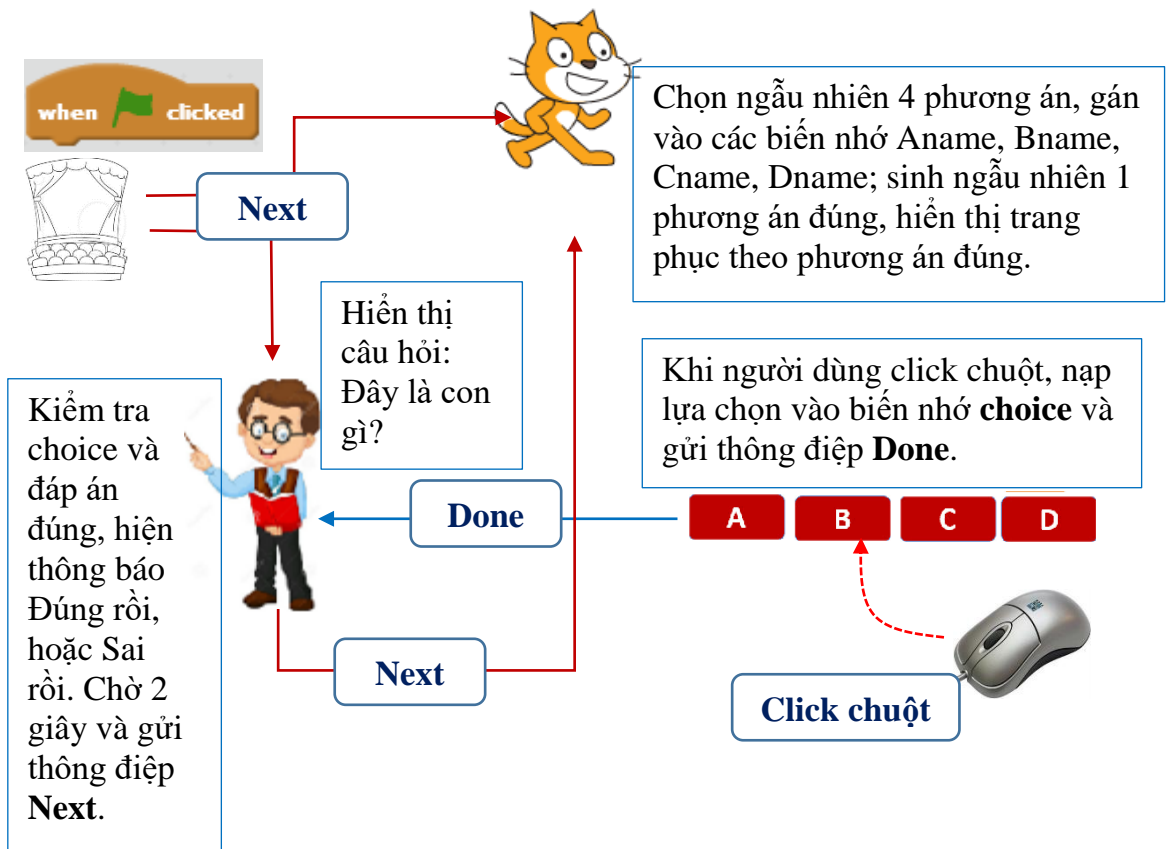 when clicked
Next
Chọn ngẫu nhiên 4 phương án, gán
vào các biến nhớ Aname, Bname,
Cname, Dname; sinh ngẫu nhiên 1
phương án đúng, hiển thị trang
phục theo phương án đúng.
Hiển thị
câu hỏi:
Đây là con
gì?
Khi người dùng click chuột, nạp
lựa chọn vào biến nhớ choice và
gửi thông điệp Done.
Kiểm tra
choice và
đáp án
đúng, hiện
thông báo
Đúng rồi,
hoặc Sai
rồi. Chờ 2
giây và gửi
thông điệp
Next.
Done
A B C D
Next
Click chuột